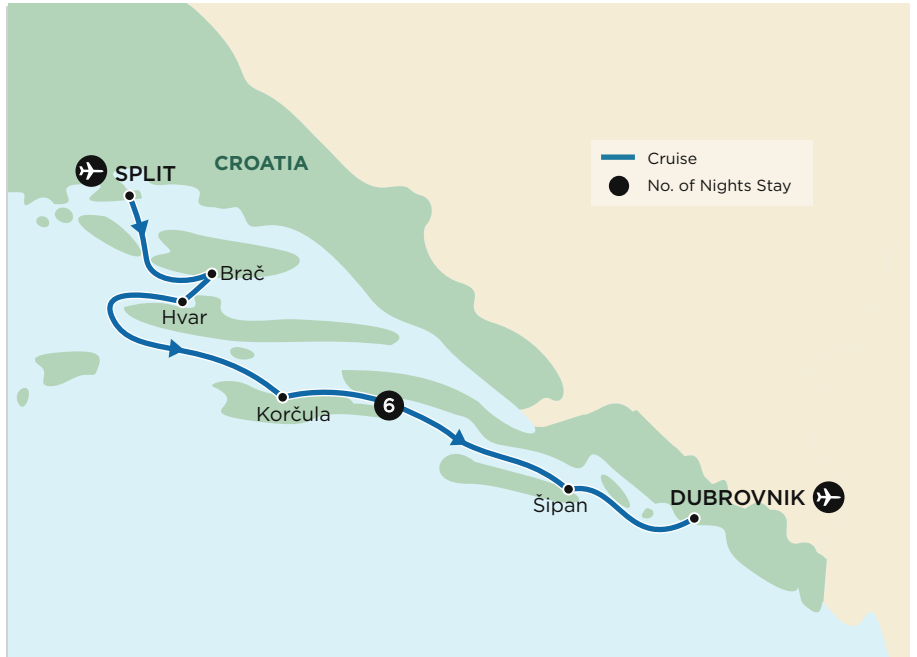 SPLIT
CROATIA
Cruise
No. of Nights Stay
Brač
Hvar
Korčula
6
Šipan
DUBROVNIK